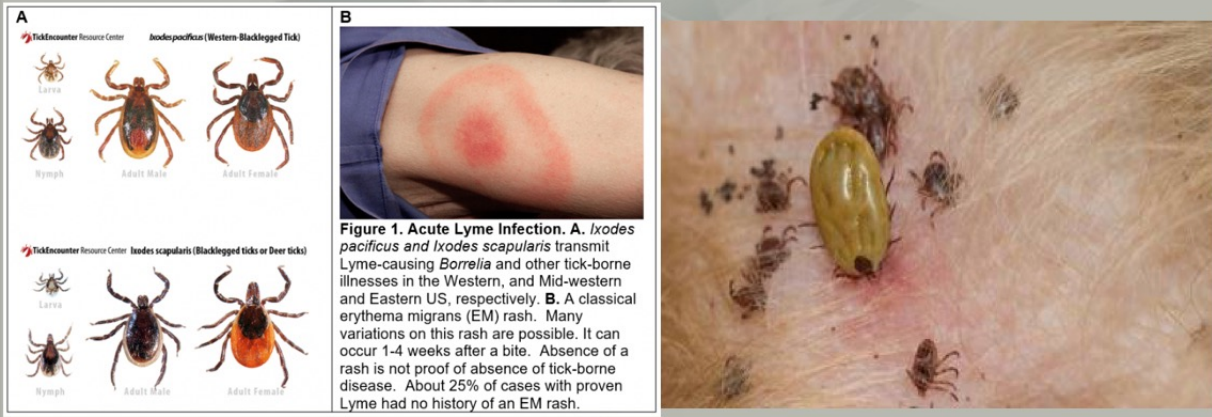 A
TickEncounter Resource Center Ixodes pacificus (Western-Blacklegged Tick)
Larva
Nymph
Adult Male
Adult Female
TickEncounter Resource Center Ixodes scapularis (Blacklegged ticks or Deer ticks)
Larva
Nymph
Adult Male
Adult Female
B
Figure 1. Acute Lyme Infection. A. Ixodes
pacificus and Ixodes scapularis transmit
Lyme-causing Borrelia and other tick-borne
illnesses in the Western, and Mid-western
and Eastern US, respectively. B. A classical
erythema migrans (EM) rash. Many
variations on this rash are possible. It can
occur 1-4 weeks after a bite. Absence of a
rash is not proof of absence of tick-borne
disease. About 25% of cases with proven
Lyme had no history of an EM rash.